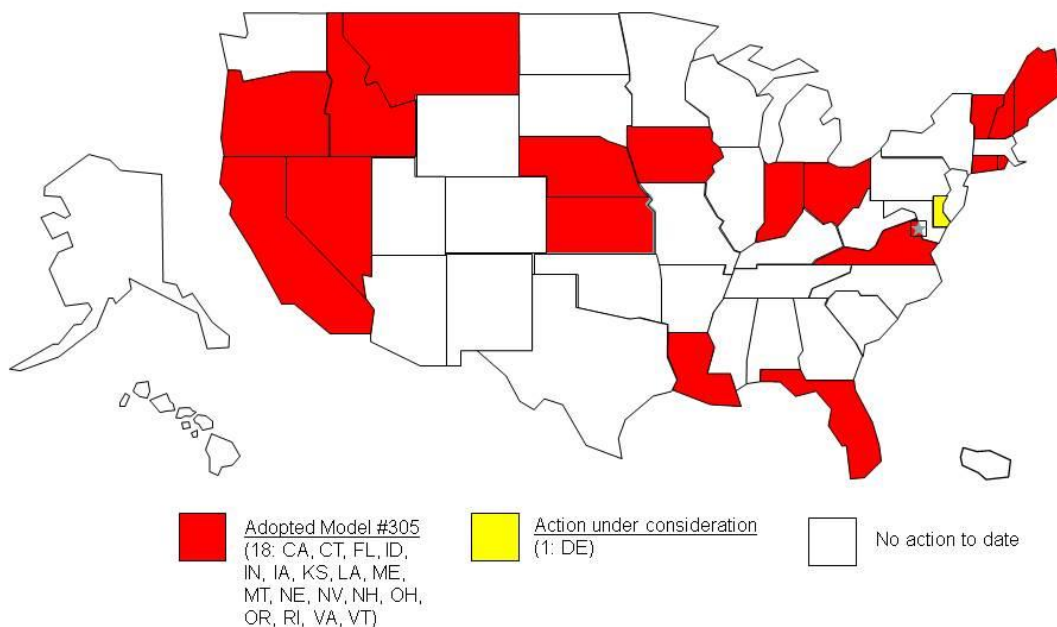 Adopted Model #305
(18: CA, CT, FL, ID,
IN, IA, KS, LA, ME,
MT, NE, NV, NH, OH,
OR, RI, VA, VT)
Action under consideration
(1: DE)
No action to date